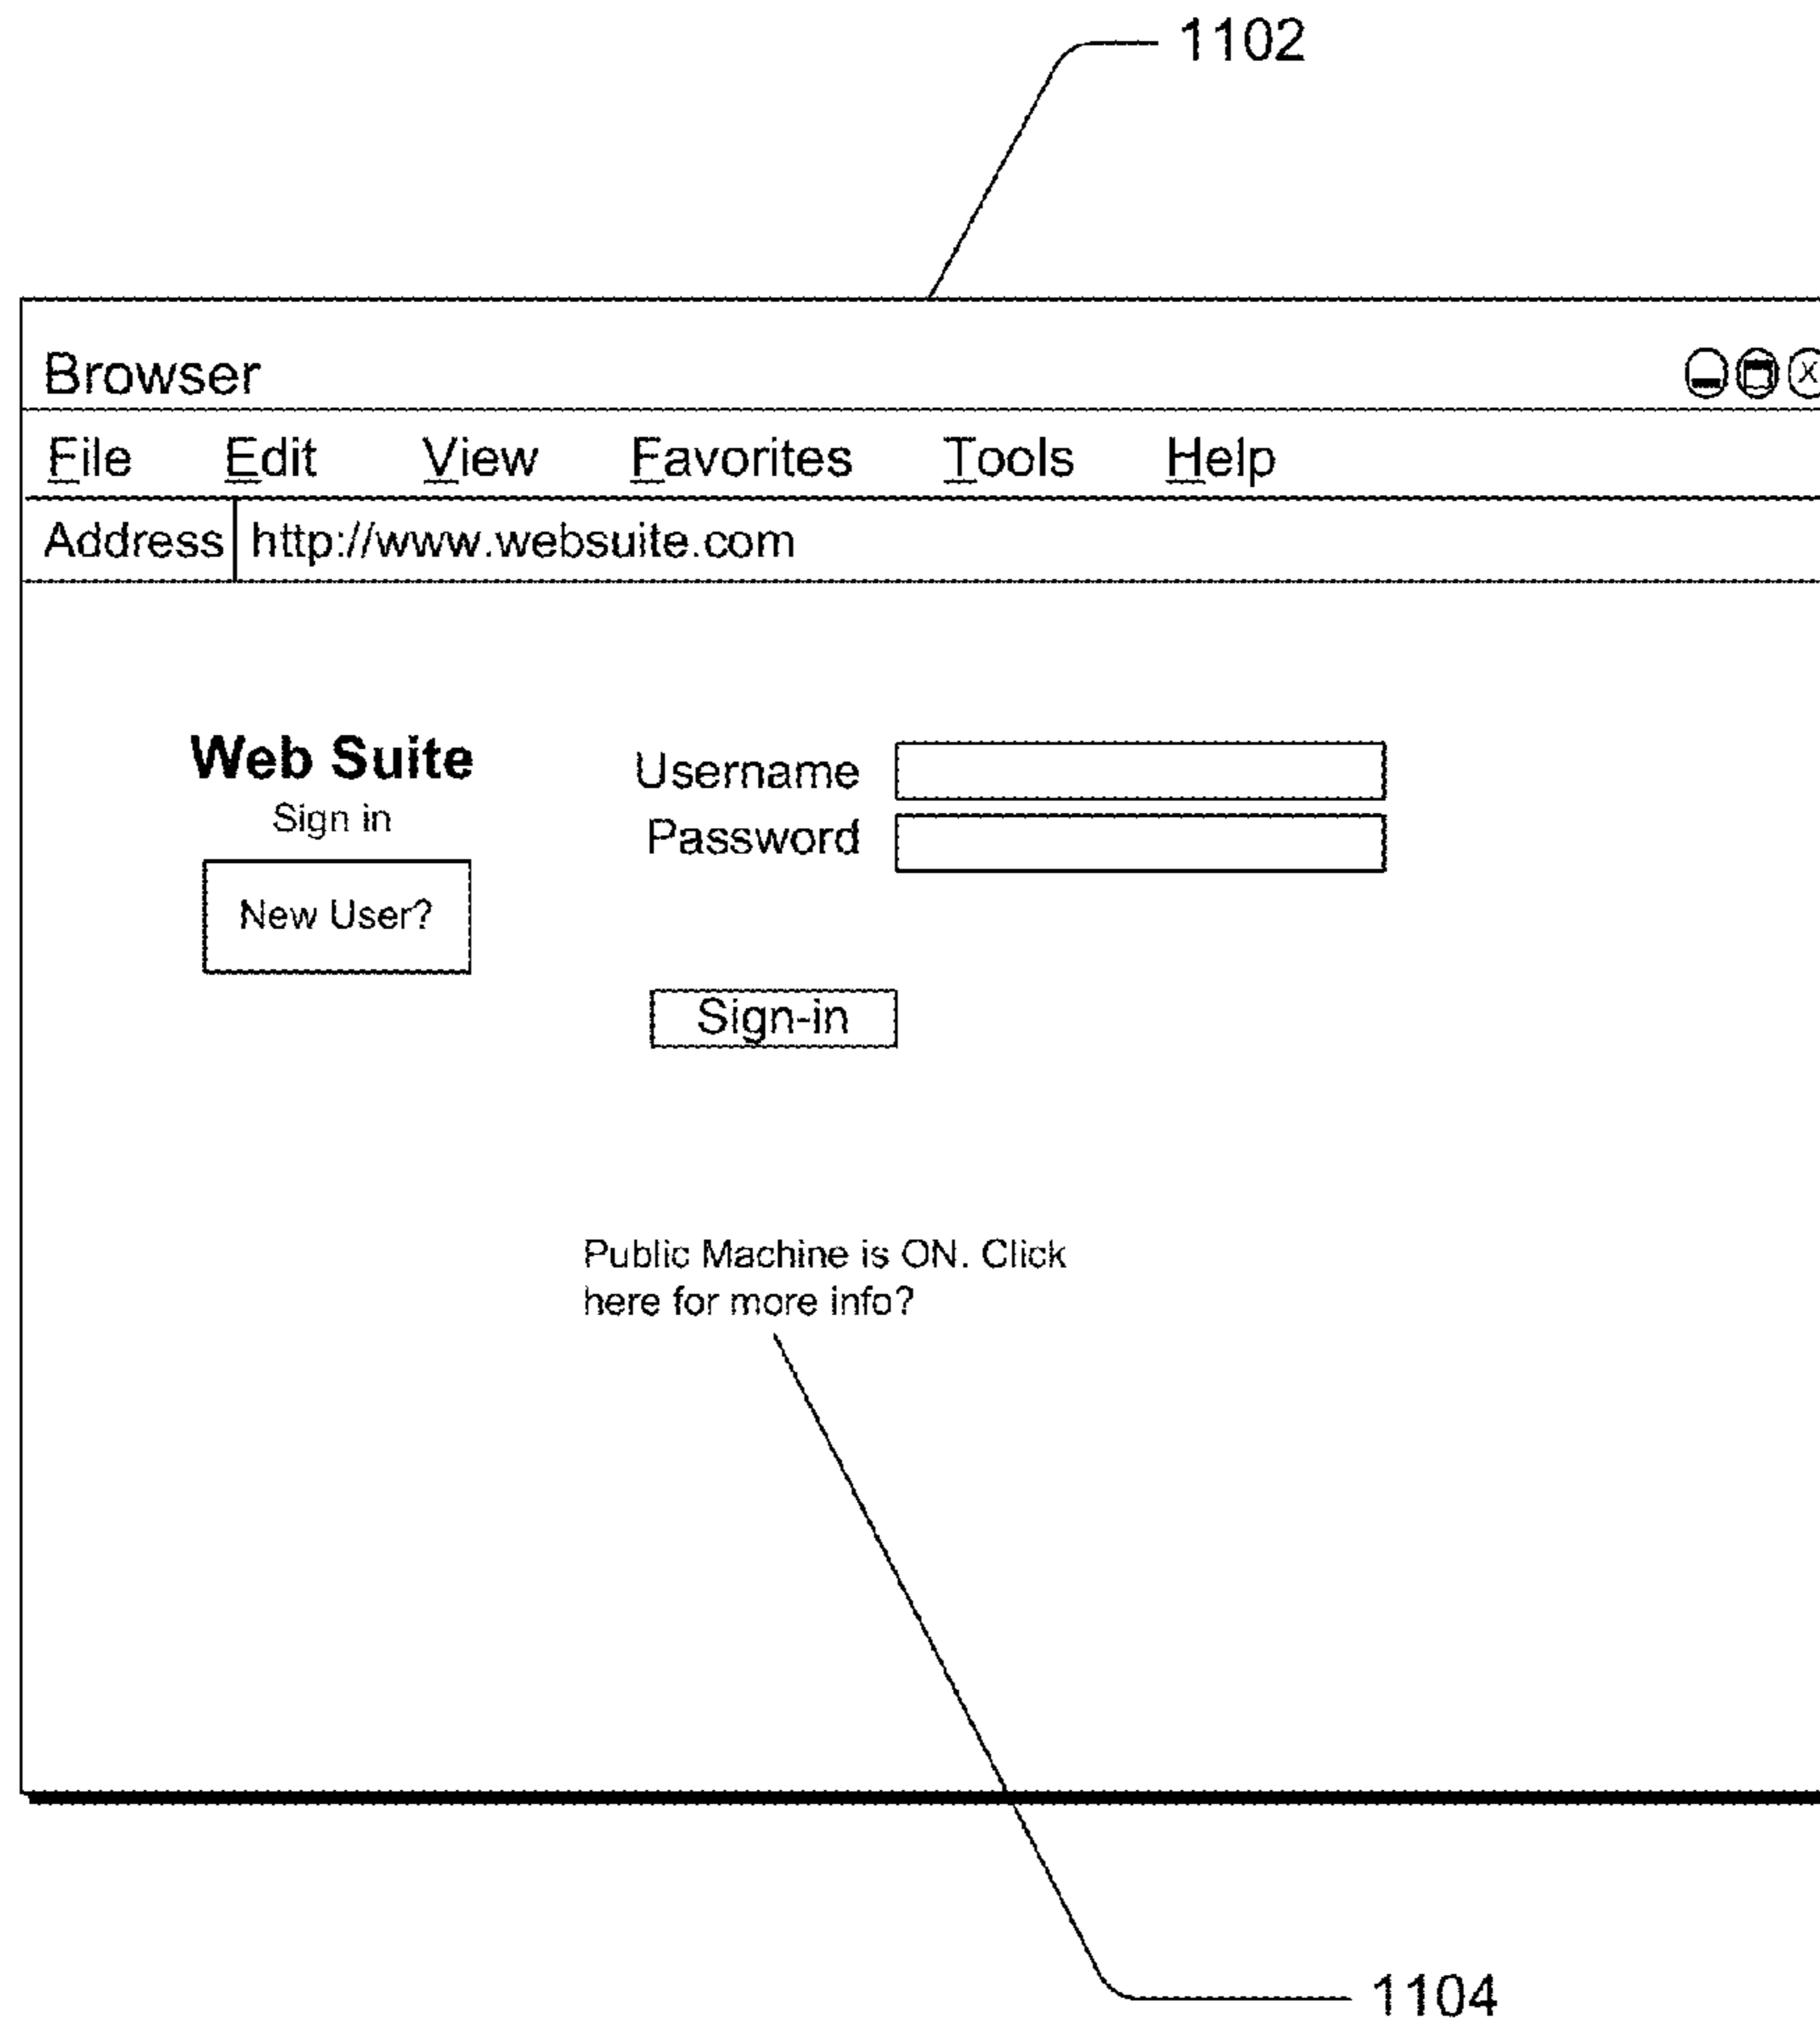 1102
Browser
X
File Edit View Favorites Tools Help
Address http://www.websuite.com
Web Suite
Sign in
New User?
Username
Password
Sign-in
Public Machine is ON. Click
here for more info?
1104